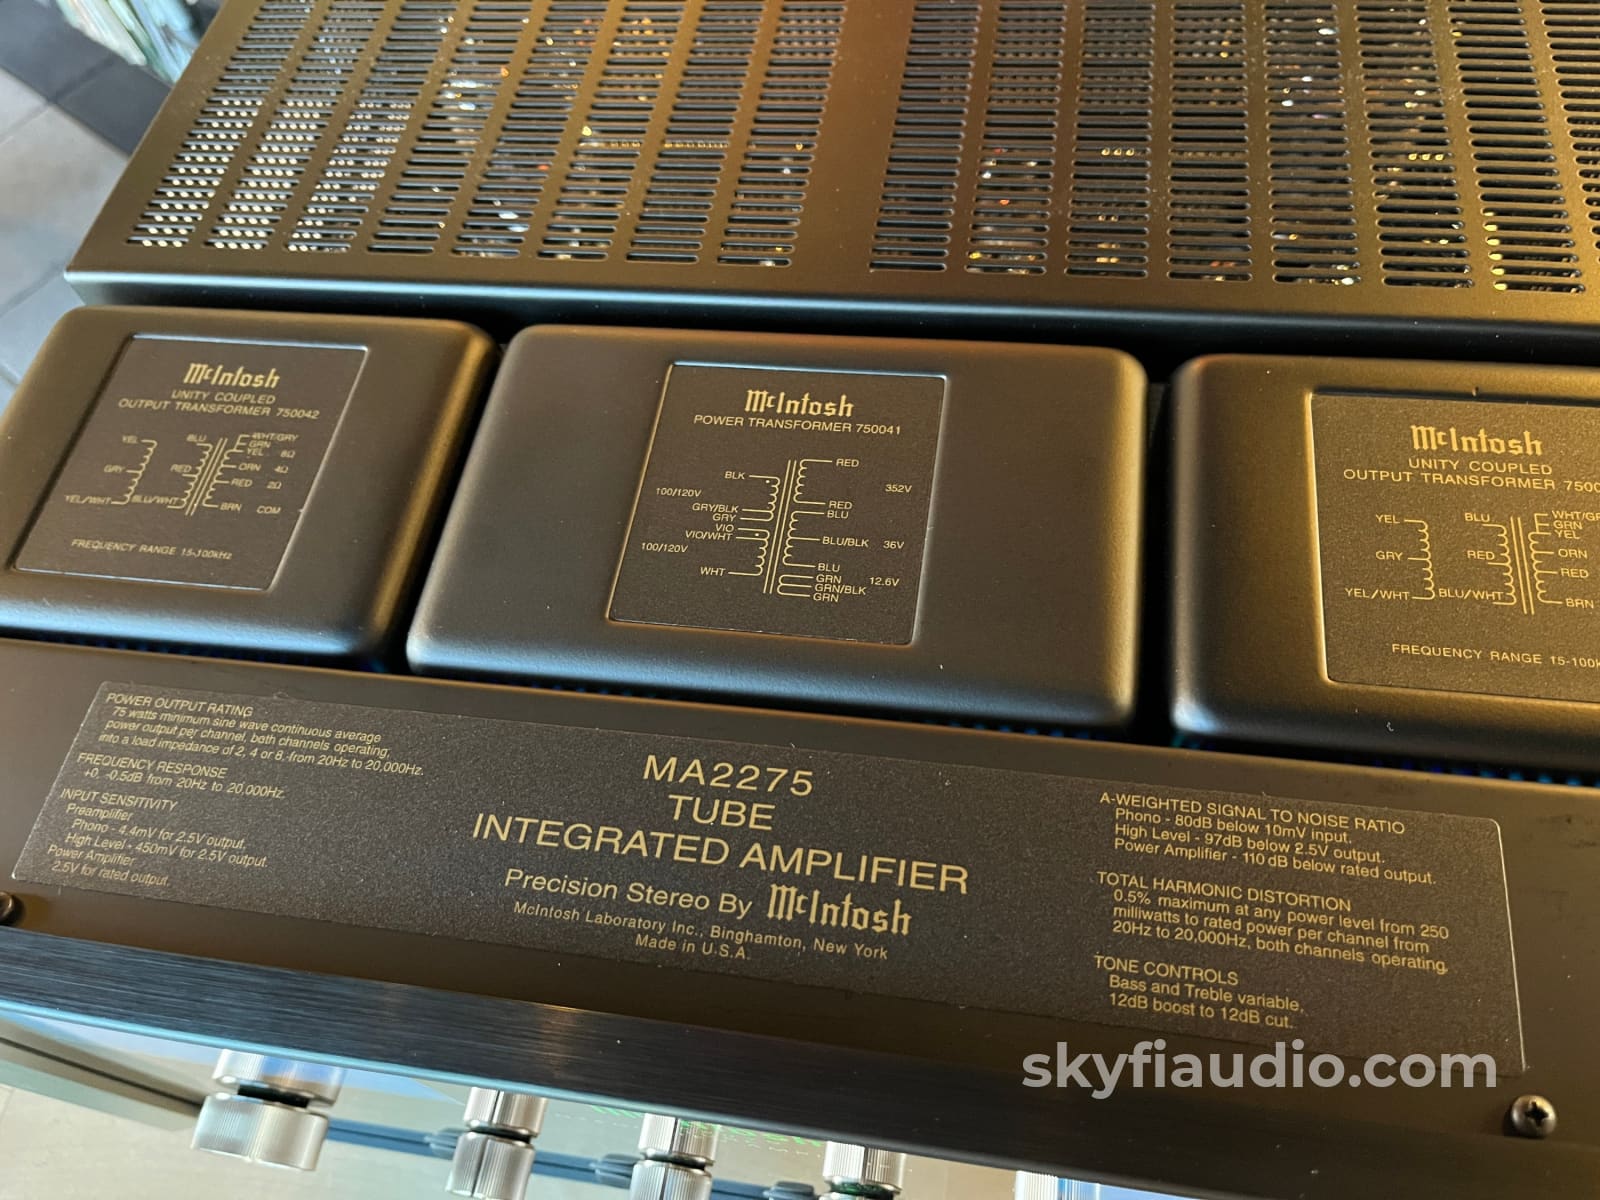 McIntosh
UNITY COUPLED
OUTPUT TRANSFORMER 750042
YEL
GRY
YEL/WHT
BLU
RED
BLU/WHT
WHT/GRY
GRN
YEL 8Ω
ORN 4Ω
RED 2Ω
BRN COM
FREQUENCY RANGE 15-100kHz
McIntosh
POWER TRANSFORMER 750041
BLK
100/120V
GRY/BLK
GRY
VIO
VIO/WHT
100/120V
WHT
RED
352V
RED
BLU
BLU/BLK 36V
BLU
GRN 12.6V
GRN/BLK
GRN
McIntosh
UNITY COUPLED
OUTPUT TRANSFORMER
YEL
GRY
YEL/WHT
BLU
RED
BLU/WHT
GRN
YEL
ORN
RED
BRN
FREQUENCY RANGE
POWER OUTPUT RATING
75 watts minimum sine wave continuous average
power output per channel, both channels operating,
into a load impedance of 2, 4 or 8, from 20Hz to 20,000Hz.
FREQUENCY RESPONSE
+0, -0.5dB from 20Hz to 20,000Hz.
INPUT SENSITIVITY
Preamplifier
Phono - 4.4mV for 2.5V output.
High Level - 450mV for 2.5V output.
Power Amplifier
2.5V for rated output.
MA2275
TUBE
INTEGRATED AMPLIFIER
Precision Stereo By McIntosh
McIntosh Laboratory Inc., Binghamton, New York
Made in U.S.A.
A-WEIGHTED SIGNAL TO NOISE RATIO
Phono - 80dB below 10mV input.
High Level - 97dB below 2.5V output.
Power Amplifier - 110 dB below rated output.
TOTAL HARMONIC DISTORTION
0.5% maximum at any power level from 250
milliwatts to rated power per channel from
20Hz to 20,000Hz, both channels operating.
TONE CONTROLS
Bass and Treble variable,
12dB boost to 12dB cut.
skyfiaudio.com